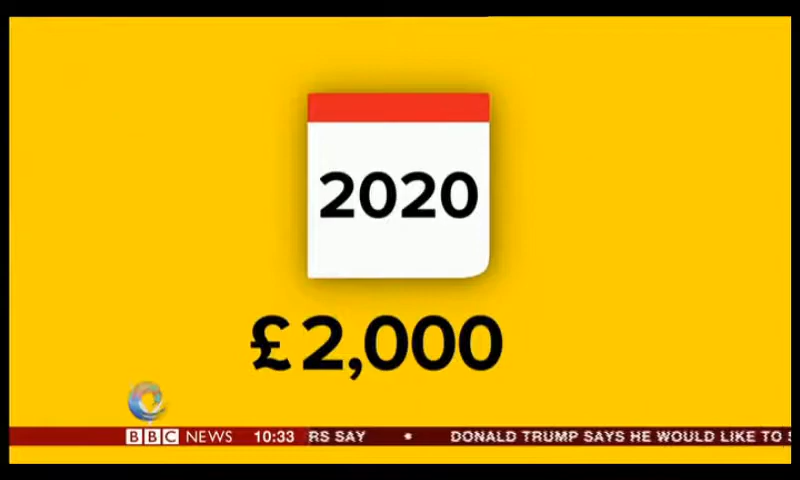 2020
£2,000
BBC NEWS 10:33 RS SAY • DONALD TRUMP SAYS HE WOULD LIKE TO